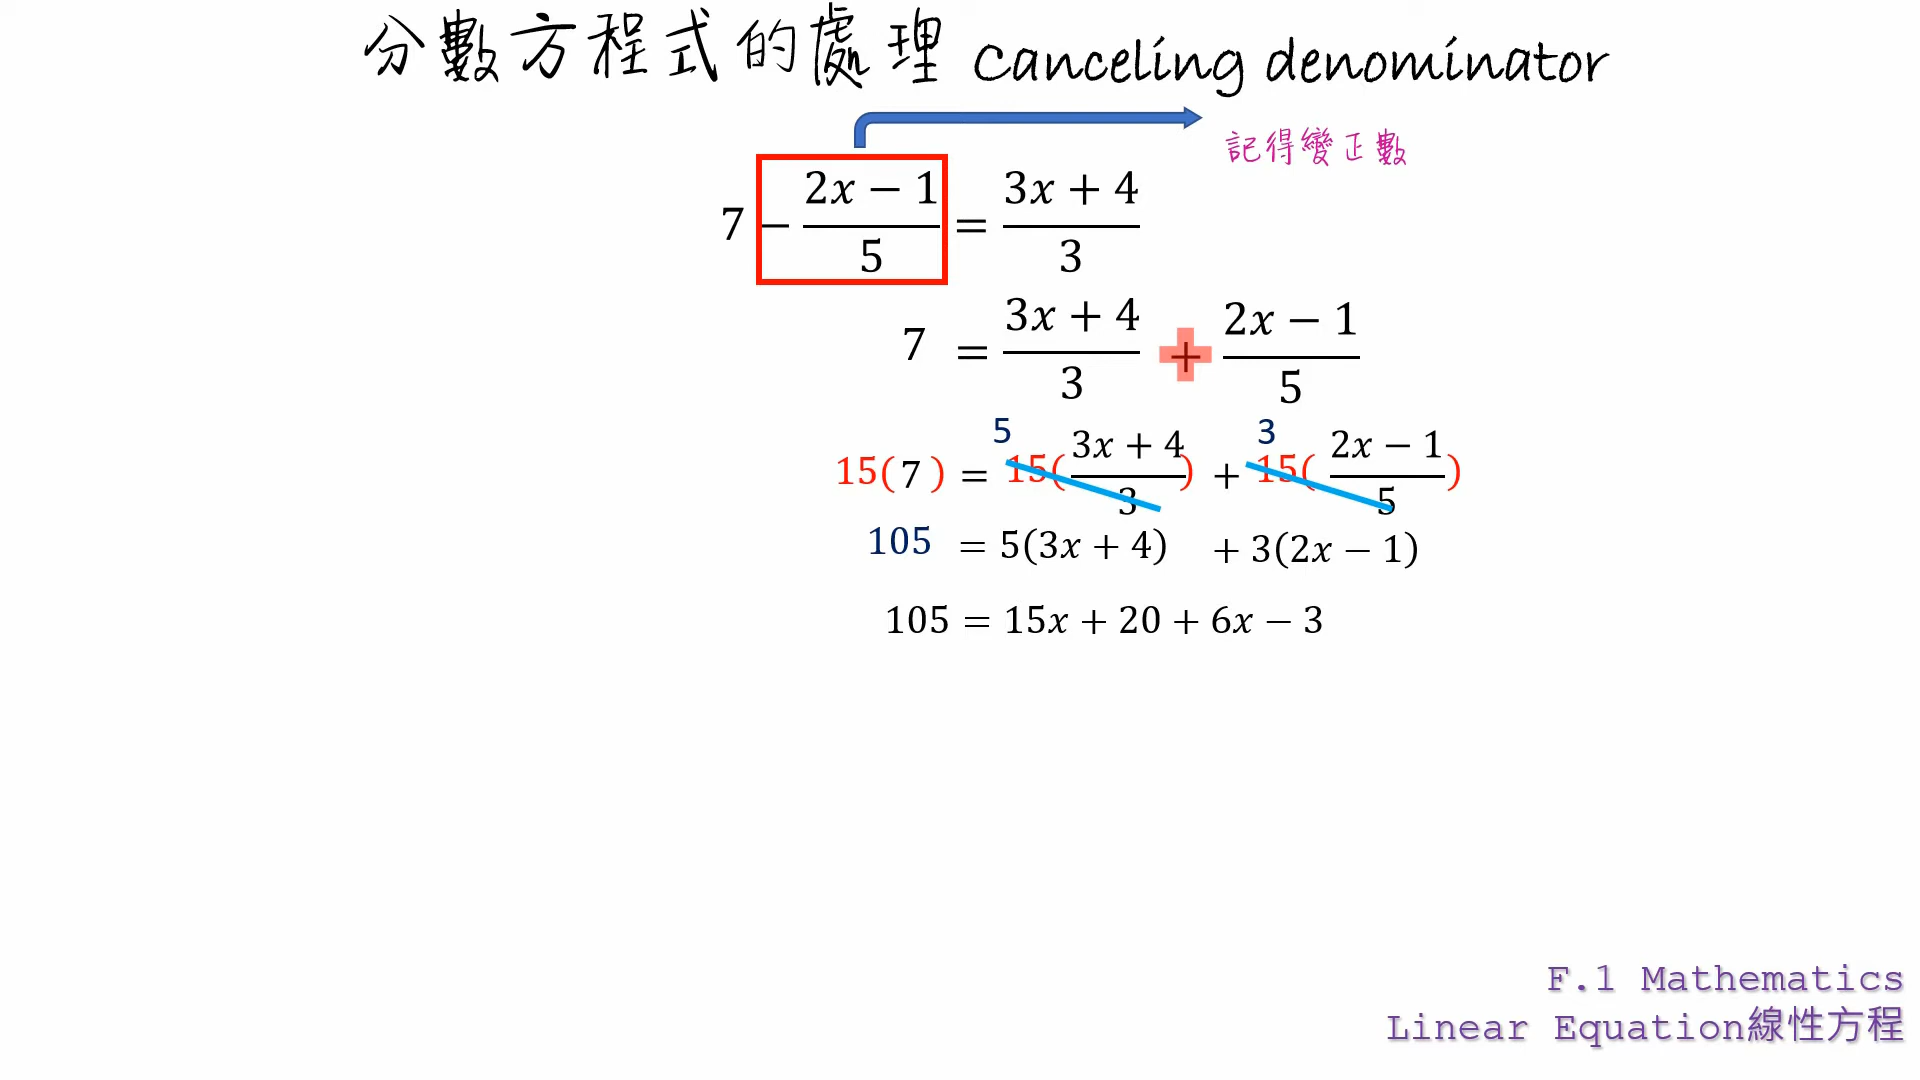 分數方程式的處理 Canceling denominator
記得變正數
7 − (2x − 1)/5 = (3x + 4)/3
7 = (3x + 4)/3 + (2x − 1)/5
5 3
15(7) = 15((3x + 4)/3) + 15((2x − 1)/5)
105 = 5(3x + 4) + 3(2x − 1)
105 = 15x + 20 + 6x − 3
F.1 Mathematics
Linear Equation線性方程